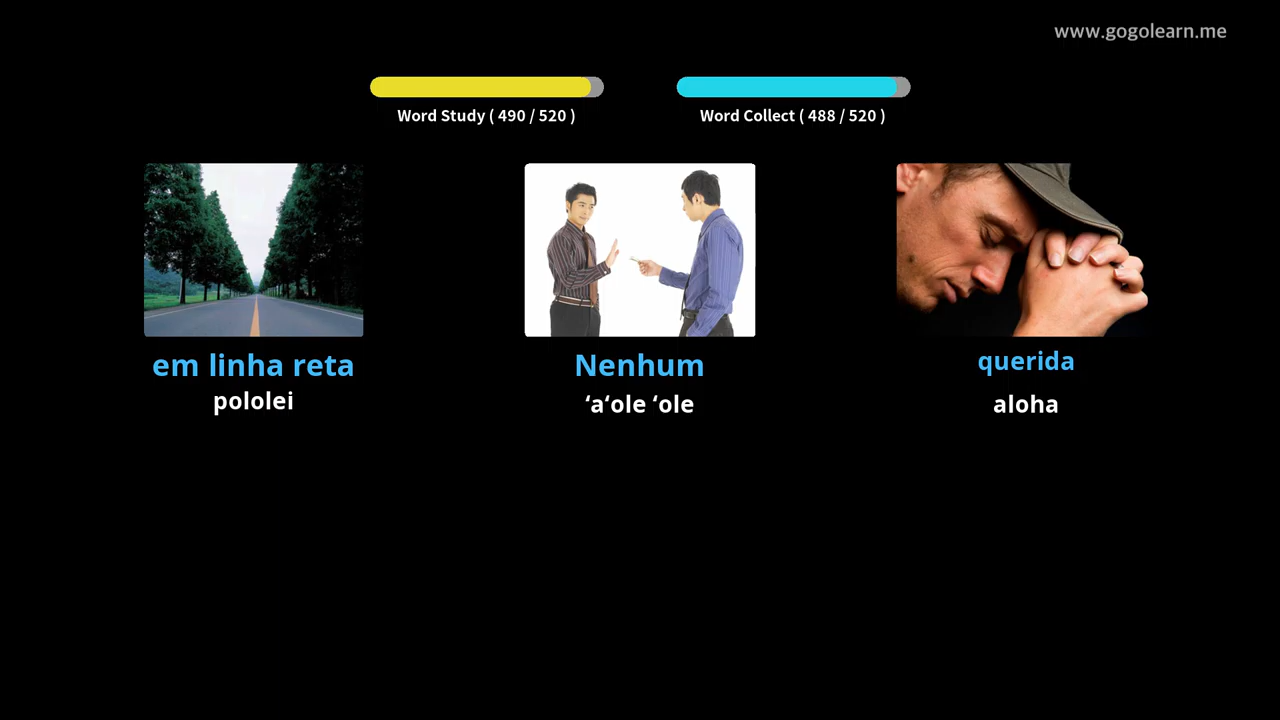 www.gogolearn.me
Word Study ( 490 / 520 )
Word Collect ( 488 / 520 )
em linha reta
pololei
Nenhum
ʻaʻole ʻole
querida
aloha